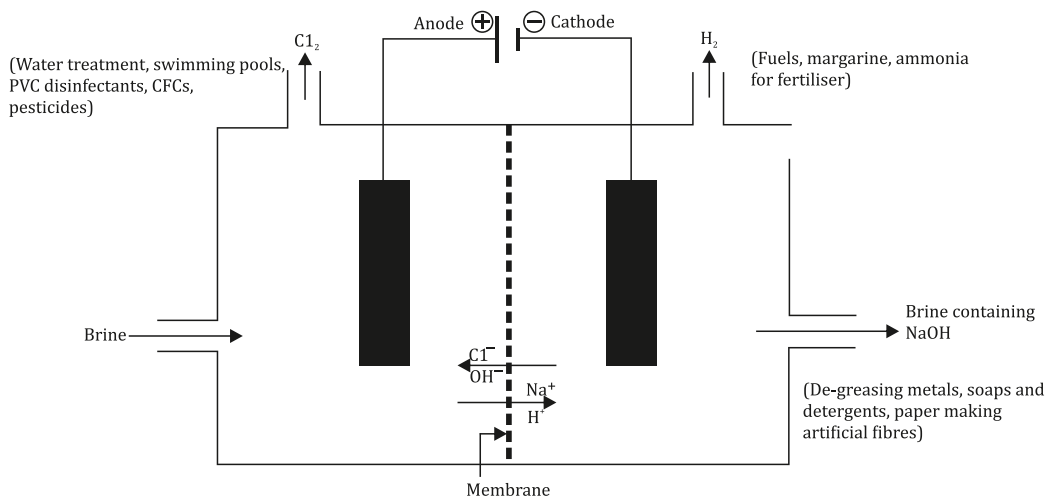 Anode ⊕ ⊖ Cathode
C1₂
(Water treatment, swimming pools,
PVC disinfectants, CFCs,
pesticides)
H₂
(Fuels, margarine, ammonia
for fertiliser)
Brine
Brine containing
NaOH
C1⁻
OH⁻
Na⁺
H⁺
(De-greasing metals, soaps and
detergents, paper making
artificial fibres)
Membrane